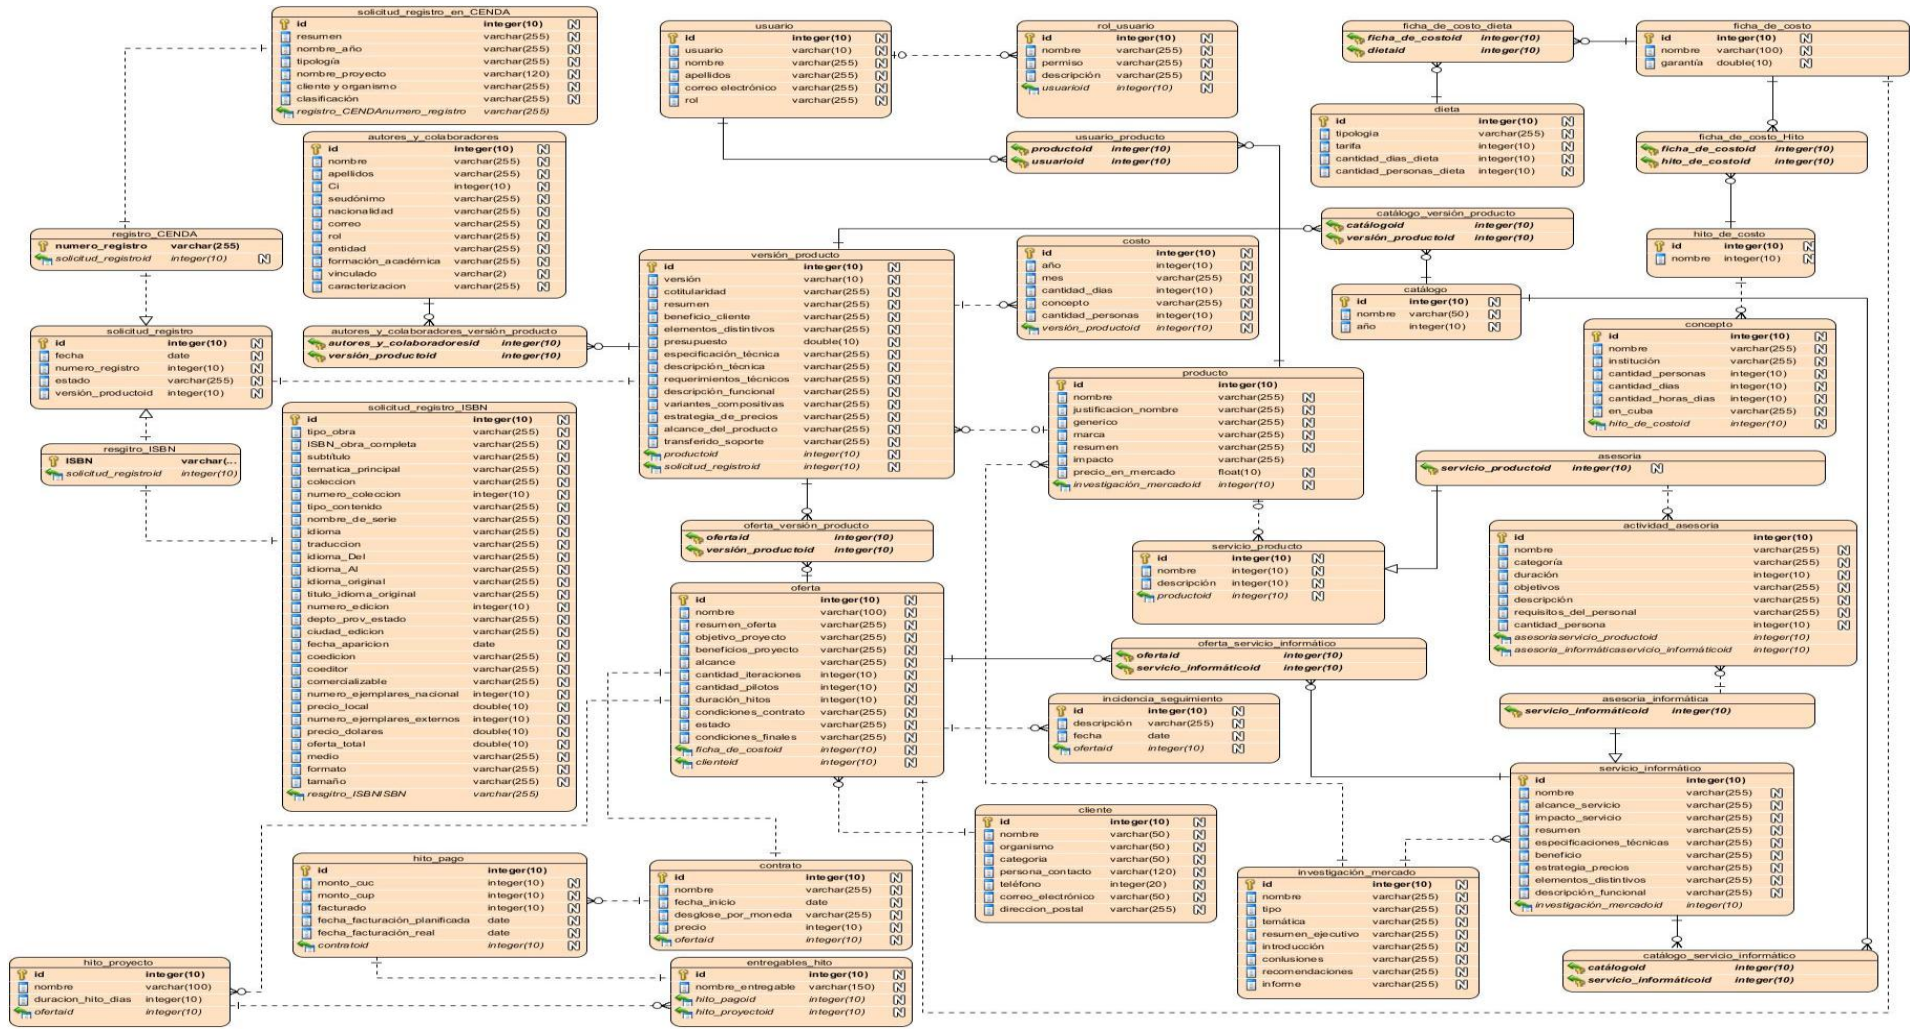 solicitud_registro_en_CENDA
id integer(10) N
resumen varchar(255) N
nombre_año varchar(255) N
tipología varchar(255) N
nombre_proyecto varchar(120) N
cliente y organismo varchar(255) N
clasificación varchar(255) N
registro_CENDAnumero_registro varchar(255)
autores_y_colaboradores
id integer(10) N
nombre varchar(255) N
apellidos varchar(255) N
Ci integer(10) N
seudónimo varchar(255) N
nacionalidad varchar(255) N
correo varchar(255) N
rol varchar(255) N
entidad varchar(255) N
formación_académica varchar(255) N
vinculado varchar(2) N
caracterizacion varchar(255) N
registro_CENDA
numero_registro varchar(255)
solicitud_registroid integer(10) N
solicitud_registro
id integer(10) N
fecha date N
numero_registro integer(10) N
estado varchar(255) N
versión_productoid integer(10) N
autores_y_colaboradores_versión_producto
autores_y_colaboradoresid integer(10)
versión_productoid integer(10)
resgitro_ISBN
ISBN varchar(...
solicitud_registroid integer(10)
solicitud_registro_ISBN
id integer(10) N
tipo_obra varchar(255) N
ISBN_obra_completa varchar(255) N
subtítulo varchar(255) N
tematica_principal varchar(255) N
coleccion varchar(255) N
numero_coleccion integer(10) N
tipo_contenido varchar(255) N
nombre_de_serie varchar(255) N
idioma varchar(255) N
traduccion varchar(255) N
idioma_Del varchar(255) N
idioma_Al varchar(255) N
idioma_original varchar(255) N
titulo_idioma_original varchar(255) N
numero_edicion integer(10) N
depto_prov_estado varchar(255) N
ciudad_edicion varchar(255) N
fecha_aparicion date N
coedicion varchar(255) N
coeditor varchar(255) N
comercializable varchar(255) N
numero_ejemplares_nacional integer(10) N
precio_local double(10) N
numero_ejemplares_externos integer(10) N
precio_dolares double(10) N
oferta_total double(10) N
medio varchar(255) N
formato varchar(255) N
tamaño varchar(255) N
resgitro_ISBNISBN varchar(255)
usuario
id integer(10) N
usuario varchar(10) N
nombre varchar(255) N
apellidos varchar(255) N
correo electrónico varchar(255) N
rol varchar(255) N
rol_usuario
id integer(10) N
nombre varchar(255) N
permiso varchar(255) N
descripción varchar(255) N
usuarioid integer(10) N
usuario_producto
productoid integer(10)
usuarioid integer(10)
ficha_de_costo_dieta
ficha_de_costoid integer(10)
dietaid integer(10)
ficha_de_costo
id integer(10) N
nombre varchar(100) N
garantía double(10) N
dieta
id integer(10) N
tipologia varchar(255) N
tarifa integer(10) N
cantidad_dias_dieta integer(10) N
cantidad_personas_dieta integer(10) N
ficha_de_costo_Hito
ficha_de_costoid integer(10)
hito_de_costoid integer(10)
catálogo_versión_producto
catálogoid integer(10)
versión_productoid integer(10)
hito_de_costo
id integer(10) N
nombre integer(10) N
catálogo
id integer(10) N
nombre varchar(50) N
año integer(10) N
concepto
id integer(10) N
nombre varchar(255) N
institución varchar(255) N
cantidad_personas integer(10) N
cantidad_dias integer(10) N
cantidad_horas_dias integer(10) N
en_cuba varchar(255) N
hito_de_costoid integer(10) N
versión_producto
id integer(10) N
versión varchar(10) N
cotitularidad varchar(255) N
resumen varchar(255) N
beneficio_cliente varchar(255) N
elementos_distintivos varchar(255) N
presupuesto double(10) N
especificación_técnica varchar(255) N
descripción_técnica varchar(255) N
requerimientos_técnicos varchar(255) N
descripción_funcional varchar(255) N
variantes_compositivas varchar(255) N
estrategia_de_precios varchar(255) N
alcance_del_producto varchar(255) N
transferido_soporte varchar(255) N
productoid integer(10) N
solicitud_registroid integer(10) N
costo
id integer(10) N
año integer(10) N
mes varchar(255) N
cantidad_dias integer(10) N
concepto varchar(255) N
cantidad_personas integer(10) N
versión_productoid integer(10) N
producto
id integer(10)
nombre varchar(255) N
justificacion_nombre varchar(255) N
generico varchar(255) N
marca varchar(255) N
resumen varchar(255) N
impacto varchar(255)
precio_en_mercado float(10) N
investigación_mercadoid integer(10) N
asesoria
servicio_productoid integer(10) N
oferta_versión_producto
ofertaid integer(10)
versión_productoid integer(10)
servicio_producto
id integer(10) N
nombre integer(10) N
descripción integer(10) N
productoid integer(10) N
actividad_asesoria
id integer(10)
nombre varchar(255) N
categoría varchar(255) N
duración integer(10) N
objetivos varchar(255) N
descripción varchar(255) N
requisitos_del_personal varchar(255) N
cantidad_persona integer(10) N
asesoriaservicio_productoid integer(10)
asesoria_informáticaservicio_informáticoid integer(10)
oferta
id integer(10) N
nombre varchar(100) N
resumen_oferta varchar(255) N
objetivo_proyecto varchar(255) N
beneficios_proyecto varchar(255) N
alcance varchar(255) N
cantidad_iteraciones integer(10) N
cantidad_pilotos integer(10) N
duración_hitos integer(10) N
condiciones_contrato varchar(255) N
estado varchar(255) N
condiciones_finales varchar(255) N
ficha_de_costoid integer(10) N
clienteid integer(10) N
oferta_servicio_informático
ofertaid integer(10)
servicio_informáticoid integer(10)
incidencia_seguimiento
id integer(10) N
descripción varchar(255) N
fecha date N
ofertaid integer(10) N
asesoria_informática
servicio_informáticoid integer(10)
servicio_informático
id integer(10)
nombre varchar(255) N
alcance_servicio varchar(255) N
impacto_servicio varchar(255) N
resumen varchar(255) N
especificaciones_técnicas varchar(255) N
beneficio varchar(255) N
estrategia_precios varchar(255) N
elementos_distintivos varchar(255) N
descripción_funcional varchar(255) N
investigación_mercadoid integer(10) N
cliente
id integer(10) N
nombre varchar(50) N
organismo varchar(50) N
categoria varchar(50) N
persona_contacto varchar(120) N
teléfono integer(20) N
correo_electrónico varchar(50) N
direccion_postal varchar(255) N
hito_pago
id integer(10)
monto_cuc integer(10) N
monto_cup integer(10) N
facturado integer(10) N
fecha_facturación_planificada date N
fecha_facturación_real date N
contratoid integer(10) N
contrato
id integer(10) N
nombre varchar(255) N
fecha_inicio date N
desglose_por_moneda varchar(255) N
precio integer(10) N
ofertaid integer(10) N
investigación_mercado
id integer(10) N
nombre varchar(255) N
tipo varchar(255) N
temática varchar(255) N
resumen_ejecutivo varchar(255) N
introducción varchar(255) N
conlusiones varchar(255) N
recomendaciones varchar(255) N
informe varchar(255) N
catálogo_servicio_informático
catálogoid integer(10)
servicio_informáticoid integer(10)
hito_proyecto
id integer(10)
nombre varchar(100) N
duracion_hito_dias integer(10) N
ofertaid integer(10) N
entregables_hito
id integer(10) N
nombre_entregable varchar(150) N
hito_pagoid integer(10) N
hito_proyectoid integer(10) N